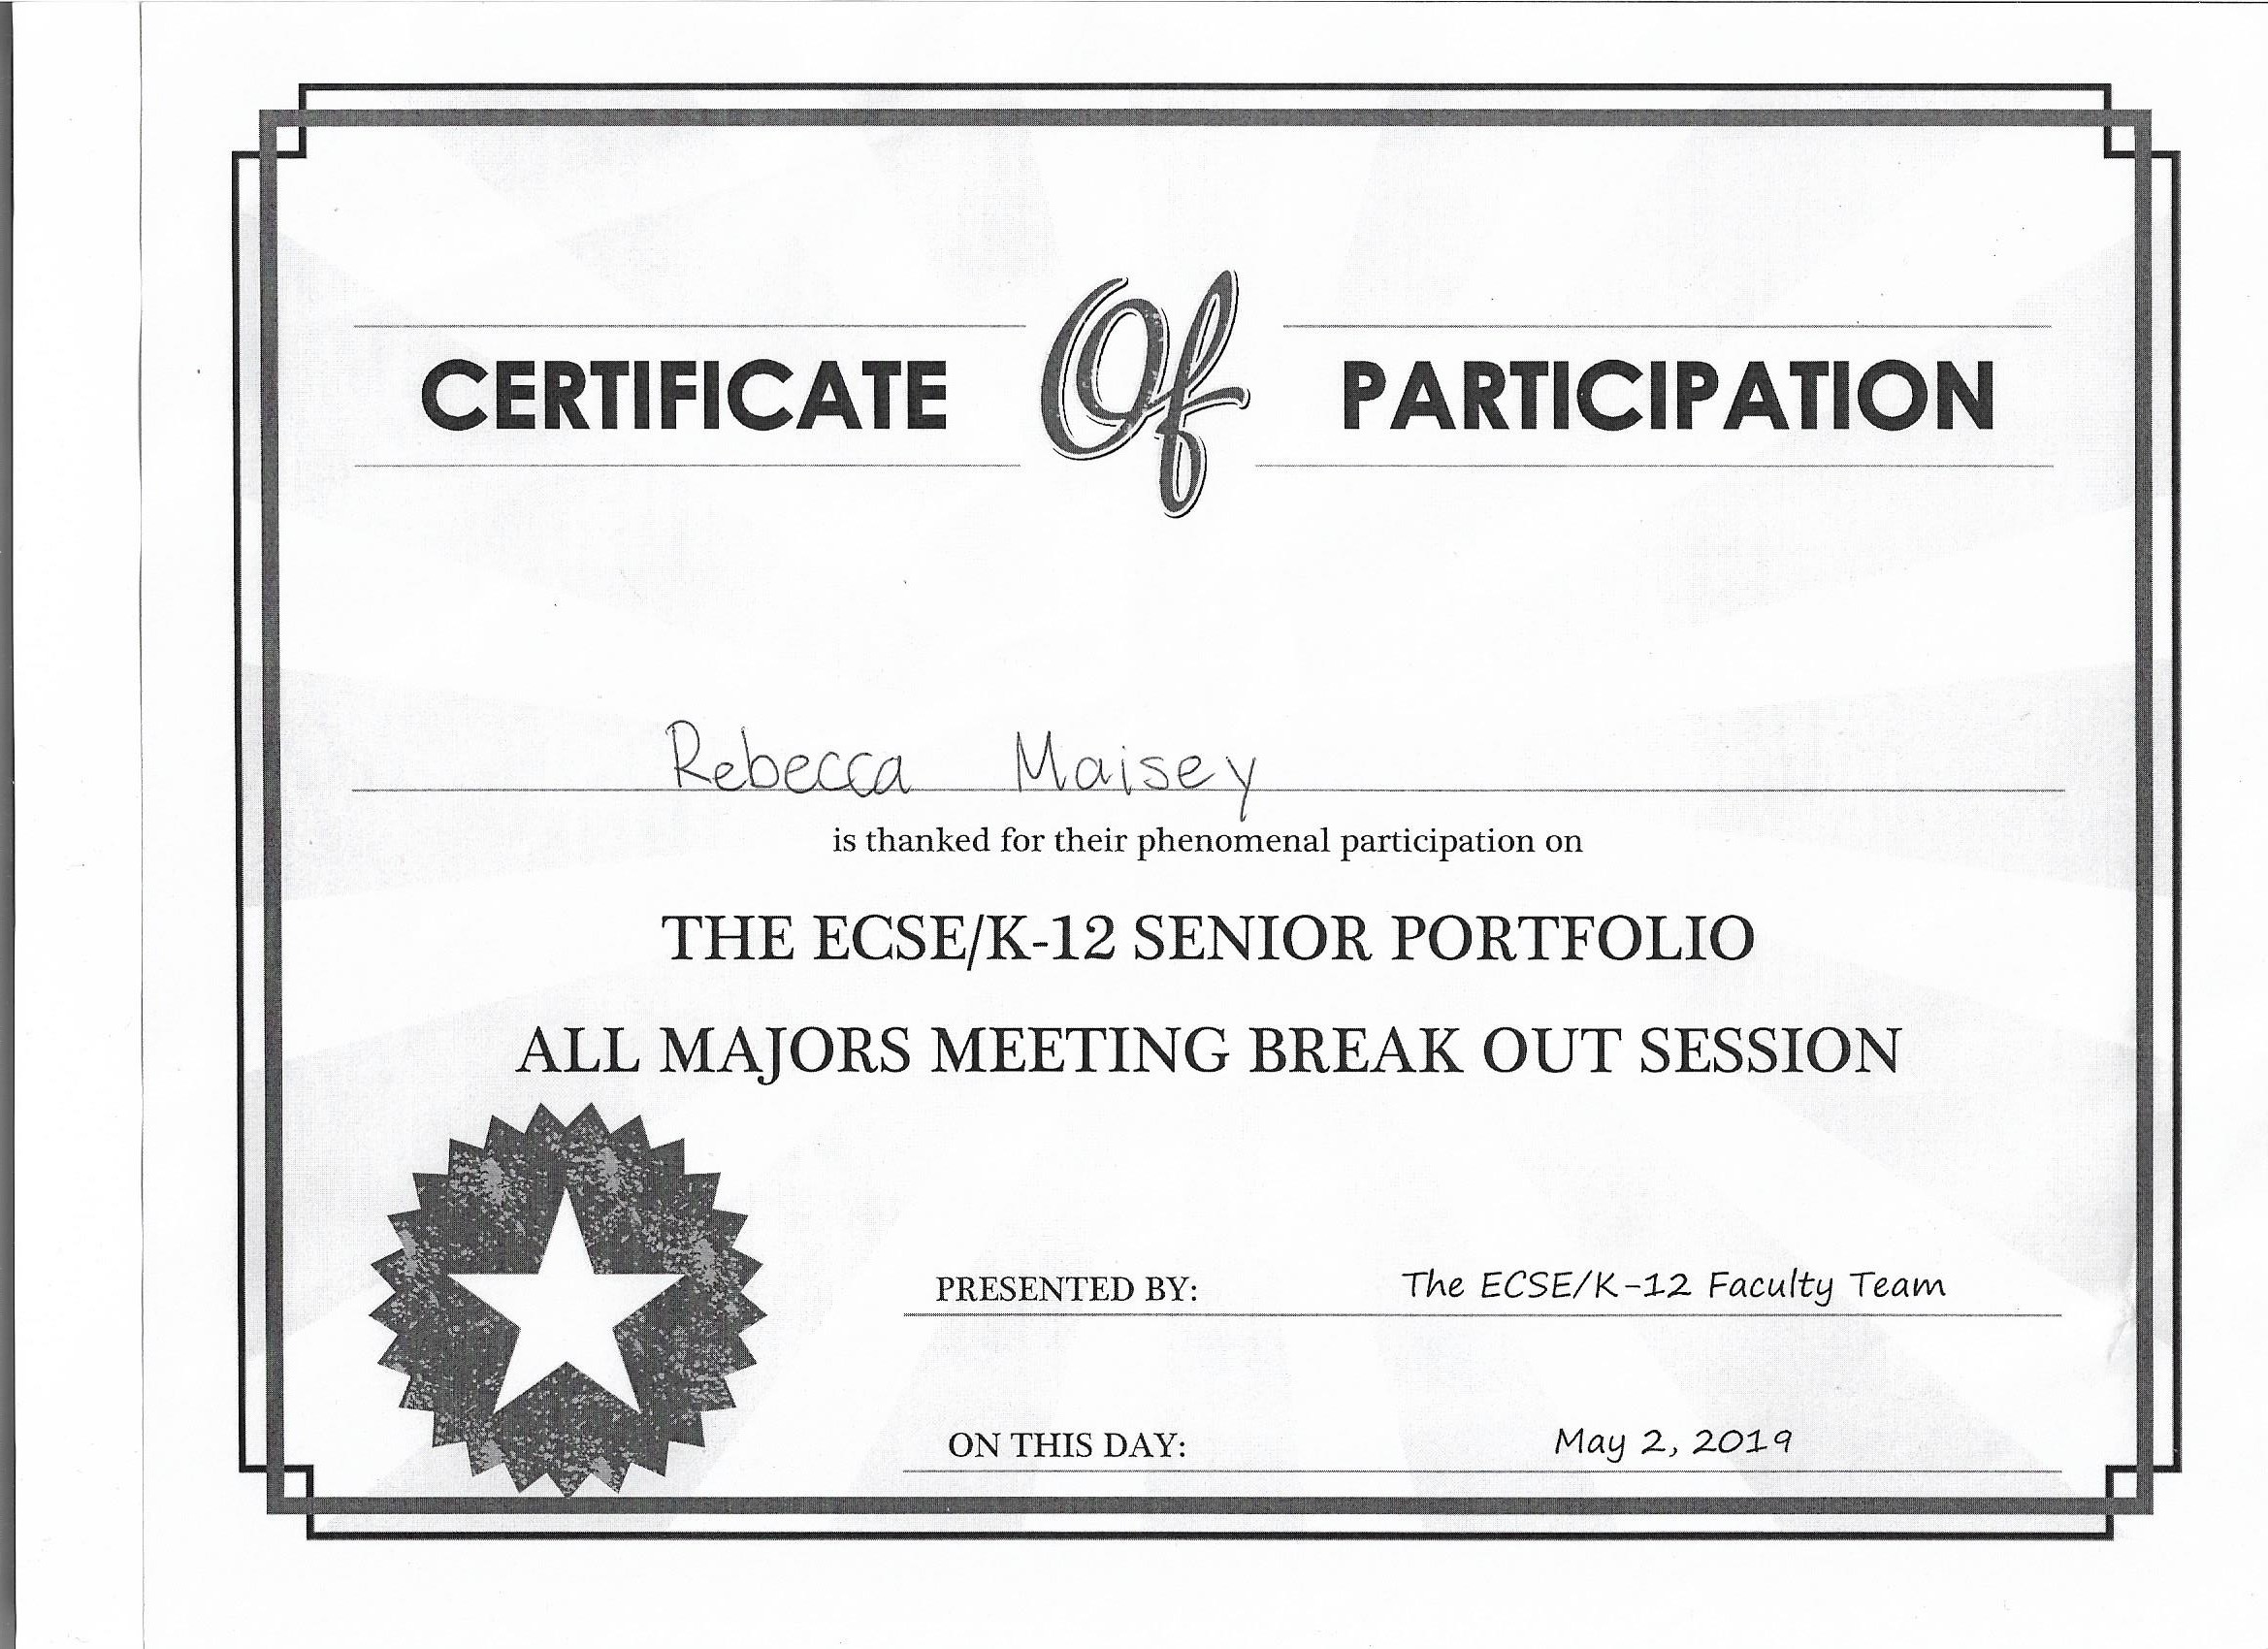 CERTIFICATE Of PARTICIPATION
Rebecca Maisey
is thanked for their phenomenal participation on
THE ECSE/K-12 SENIOR PORTFOLIO
ALL MAJORS MEETING BREAK OUT SESSION
PRESENTED BY: The ECSE/K-12 Faculty Team
ON THIS DAY: May 2, 2019